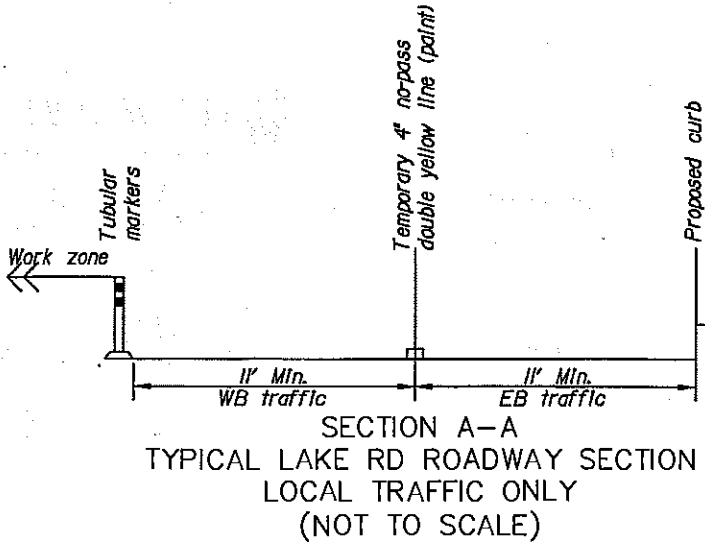 Tubular
markers
Work zone
Temporary 4" no-pass
double yellow line (paint)
Proposed curb
11' Min.
WB traffic
11' Min.
EB traffic
SECTION A-A
TYPICAL LAKE RD ROADWAY SECTION
LOCAL TRAFFIC ONLY
(NOT TO SCALE)